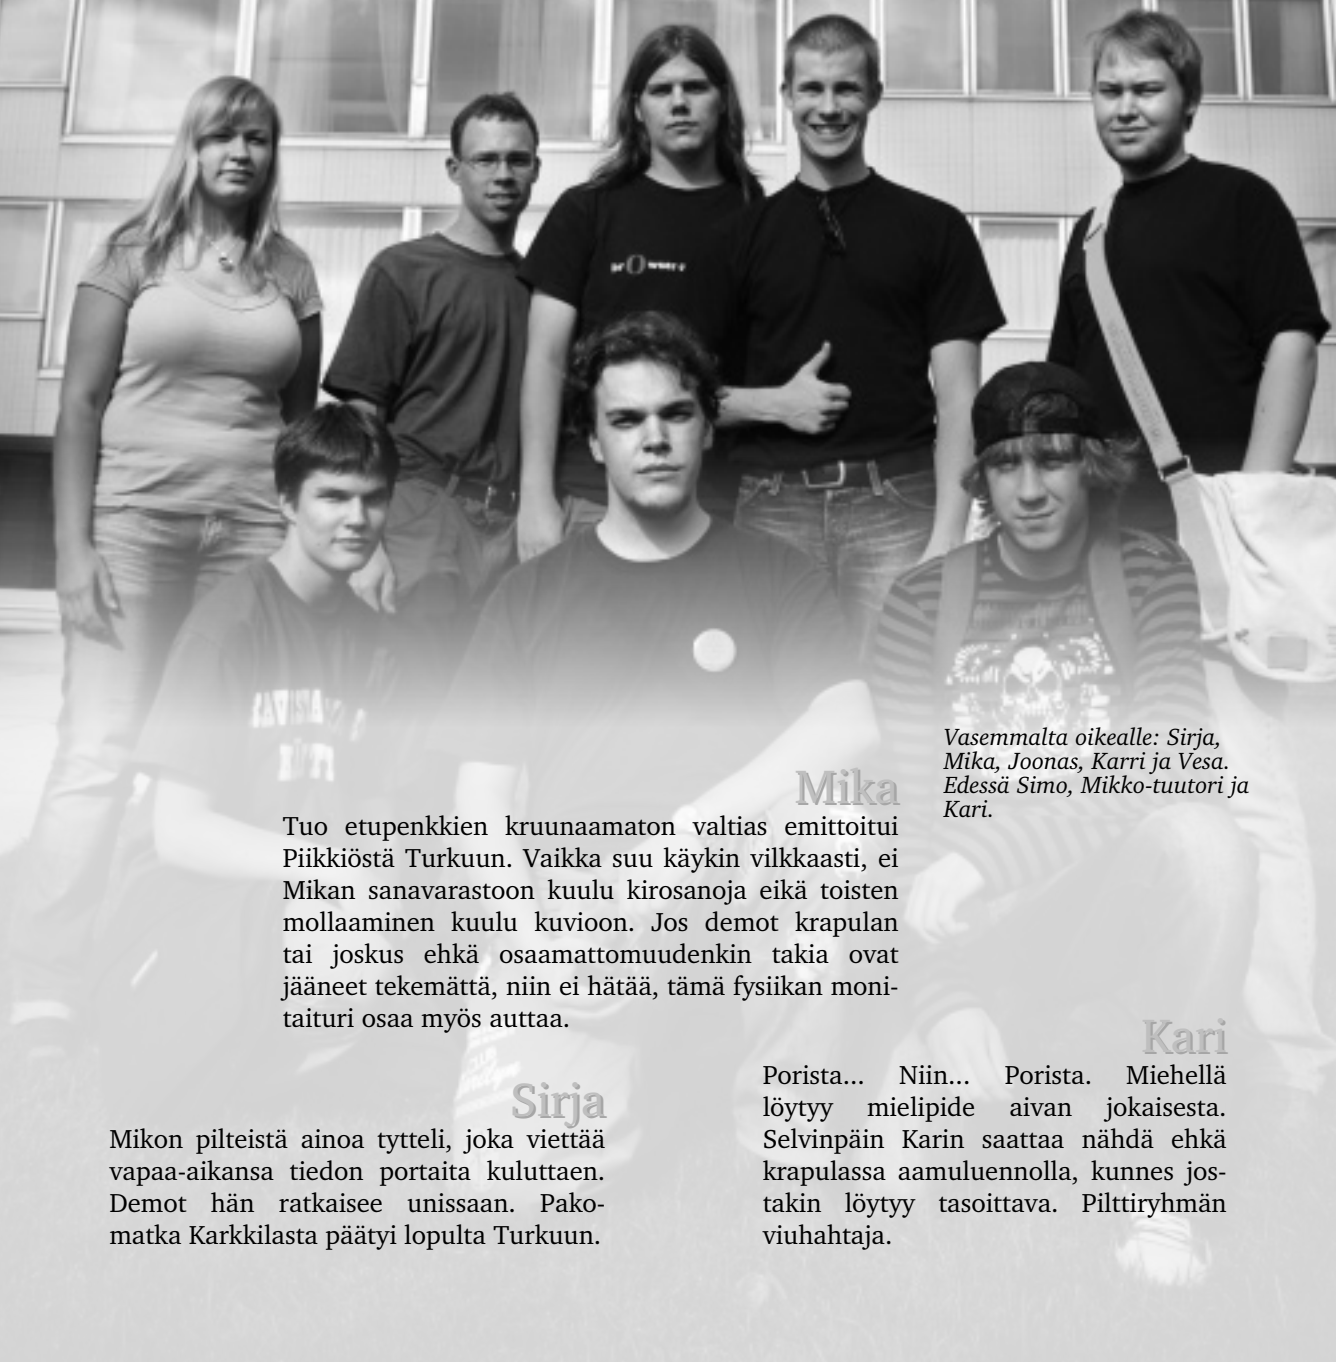 Vasemmalta oikealle: Sirja,
Mika, Joonas, Karri ja Vesa.
Edessä Simo, Mikko-tuutori ja
Kari.
Mika
Tuo etupenkkien kruunaamaton valtias emittoitui
Piikkiöstä Turkuun. Vaikka suu käykin vilkkaasti, ei
Mikan sanavarastoon kuulu kirosanoja eikä toisten
mollaaminen kuulu kuvioon. Jos demot krapulan
tai joskus ehkä osaamattomuudenkin takia ovat
jääneet tekemättä, niin ei hätää, tämä fysiikan moni-
taituri osaa myös auttaa.
Sirja
Mikon pilteistä ainoa tytteli, joka viettää
vapaa-aikansa tiedon portaita kuluttaen.
Demot hän ratkaisee unissaan. Pako-
matka Karkkilasta päätyi lopulta Turkuun.
Kari
Porista... Niin... Porista. Miehellä
löytyy mielipide aivan jokaisesta.
Selvinpäin Karin saattaa nähdä ehkä
krapulassa aamuluennolla, kunnes jos-
takin löytyy tasoittava. Pilttiryhmän
viuhahtaja.
CLUB